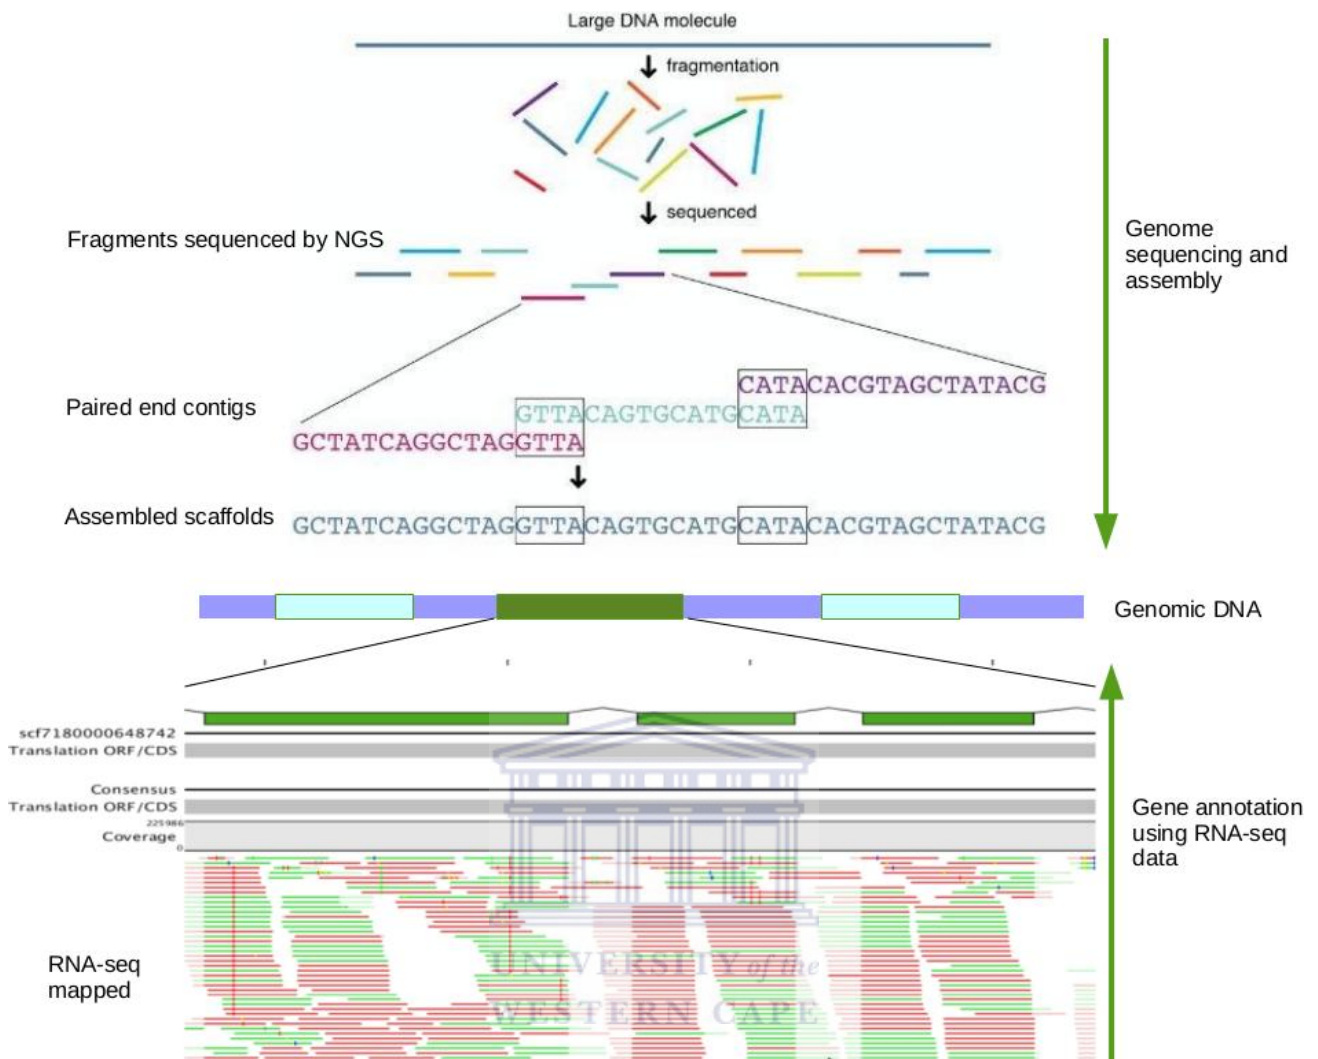 Large DNA molecule
fragmentation
sequenced
Fragments sequenced by NGS
Genome
sequencing and
assembly
CATACACGTAGCTATACG
Paired end contigs
GTTACAGTGCATGCATA
GCTATCAGGCTAGGTTA
Assembled scaffolds
GCTATCAGGCTAGGTTACAGTGCATGCATACACGTAGCTATACG
Genomic DNA
scf7180000648742
Translation ORF/CDS
Consensus
Translation ORF/CDS
225986
Coverage
0
Gene annotation
using RNA-seq
data
RNA-seq
mapped
UNIVERSITY of the
WESTERN CAPE